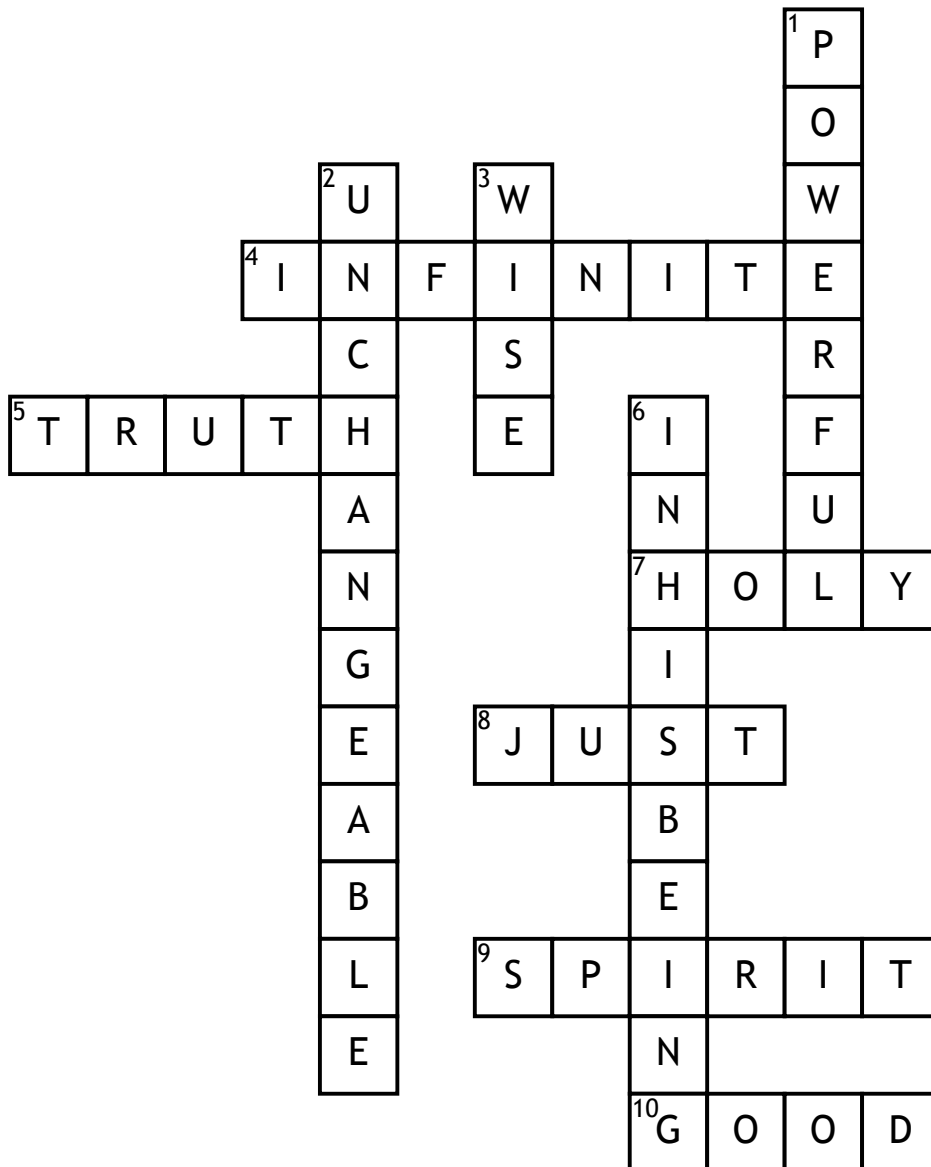 1 P
O
2 U 3 W W
4 I N F I N I T E
C S R
5 T R U T H E 6 I F
A N U
N 7 H O L Y
G I
E 8 J U S T
A B
B E
L 9 S P I R I T
E N
10 G O O D